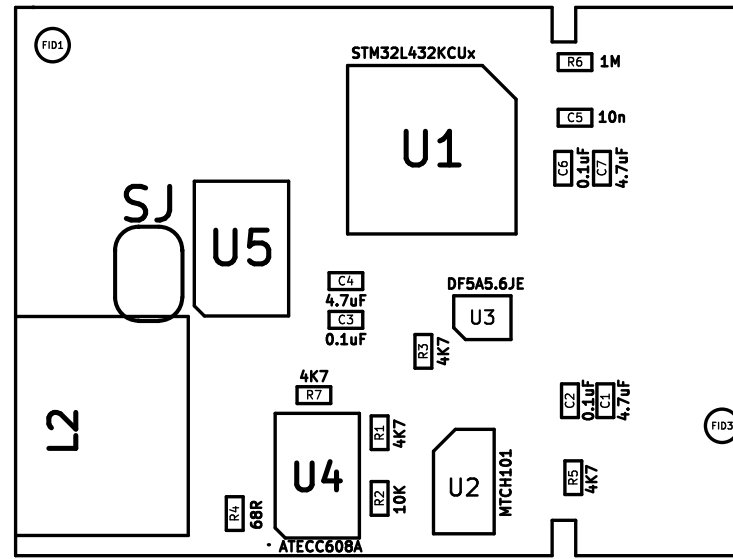 FID1
STM32L432KCUx
R6 1M
U1
C5 10n
C6
0.1uF
C7
4.7uF
SJ
U5
C4
4.7uF
C3
0.1uF
DF5A5.6JE
U3
R3
4K7
4K7
R7
C2
0.1uF
C1
4.7uF
FID3
L2
R1
4K7
U4
R2
10K
U2
MTCH101
R5
4K7
R4
68R
ATECC608A